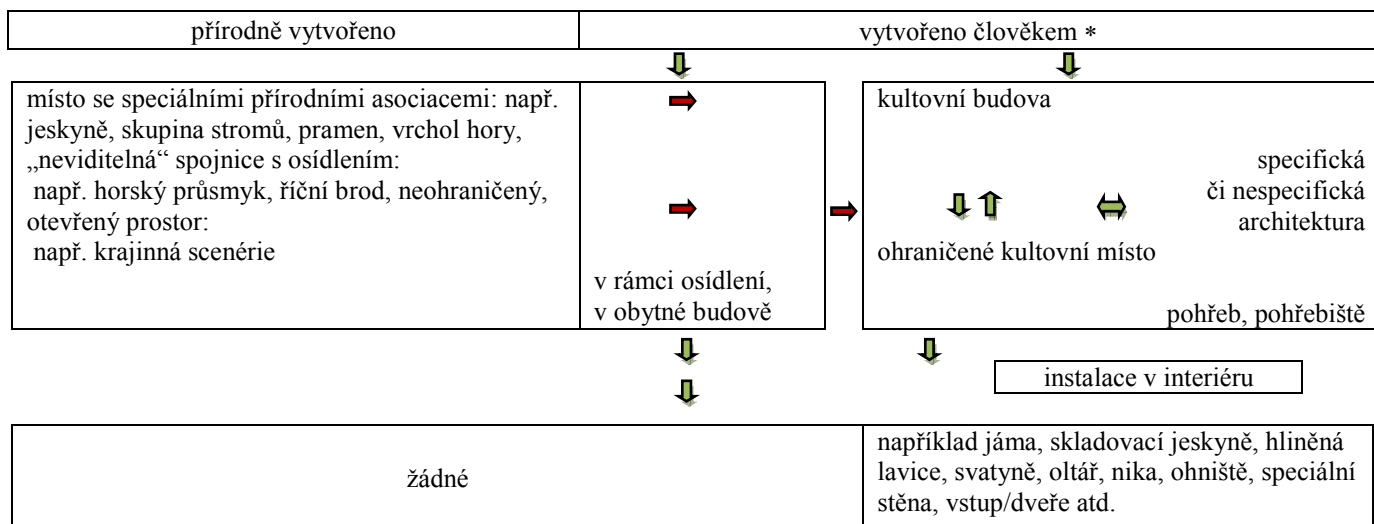 přírodně vytvořeno
vytvořeno člověkem *
místo se speciálními přírodními asociacemi: např.
jeskyně, skupina stromů, pramen, vrchol hory,
„neviditelná“ spojnice s osídlením:
např. horský průsmyk, říční brod, neohraničený,
otevřený prostor:
např. krajinná scenérie
v rámci osídlení,
v obytné budově
kultovní budova
specifická
či nespecifická
architektura
ohraničené kultovní místo
pohřeb, pohřebiště
instalace v interiéru
žádné
například jáma, skladovací jeskyně, hliněná
lavice, svatyně, oltář, nika, ohniště, speciální
stěna, vstup/dveře atd.